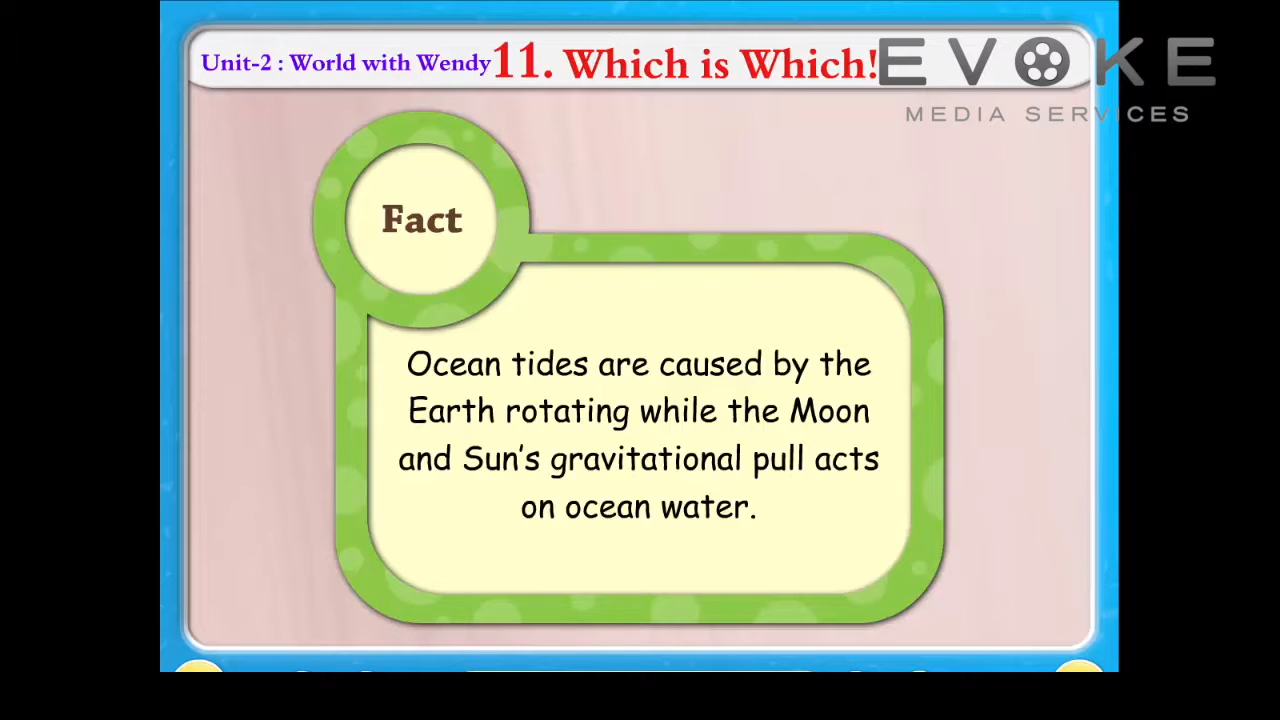 Unit-2 : World with Wendy 11. Which is Which!
EVOKE
MEDIA SERVICES
Fact
Ocean tides are caused by the
Earth rotating while the Moon
and Sun's gravitational pull acts
on ocean water.